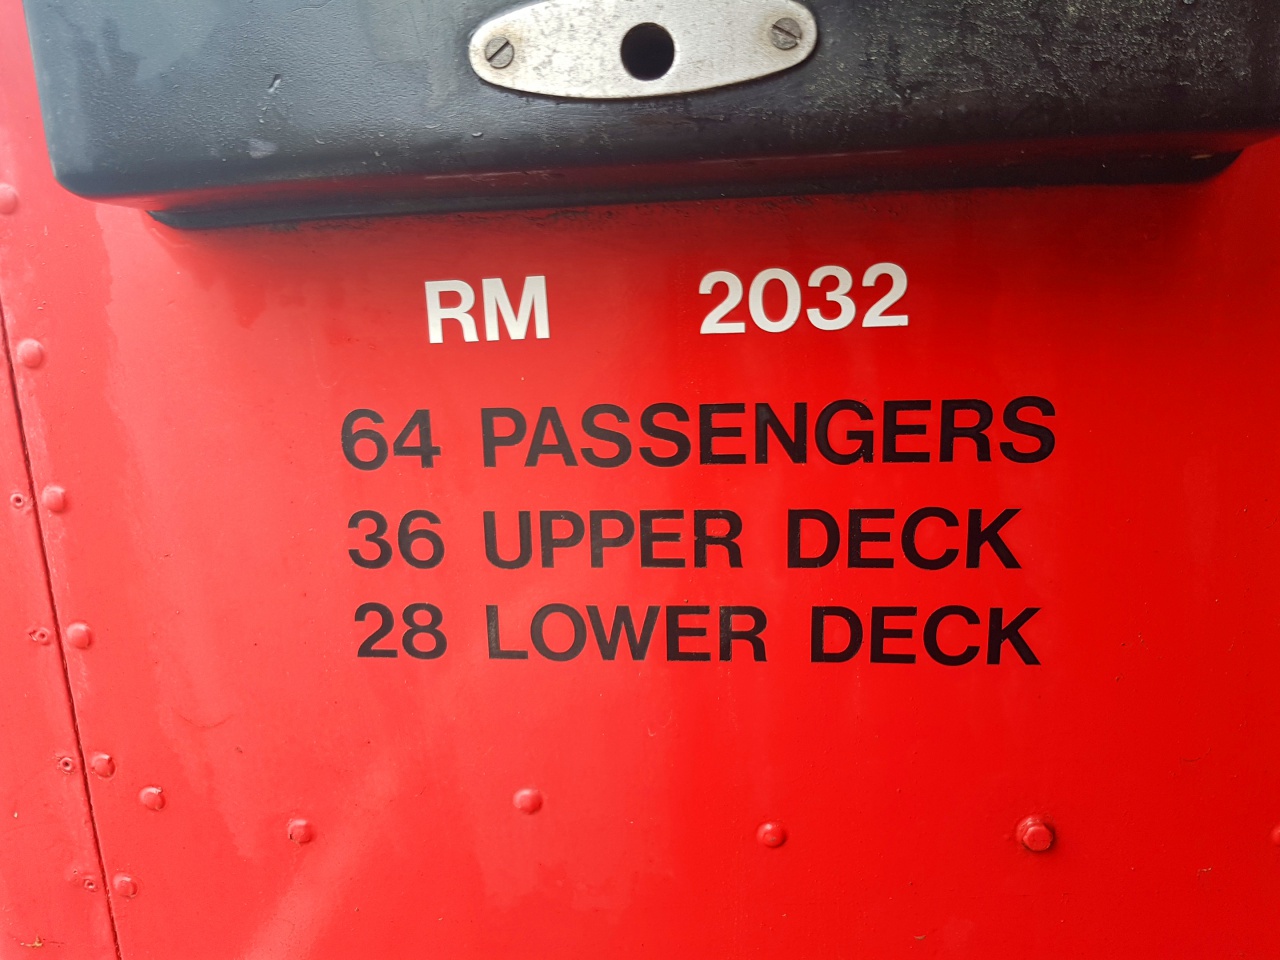 RM 2032
64 PASSENGERS
36 UPPER DECK
28 LOWER DECK